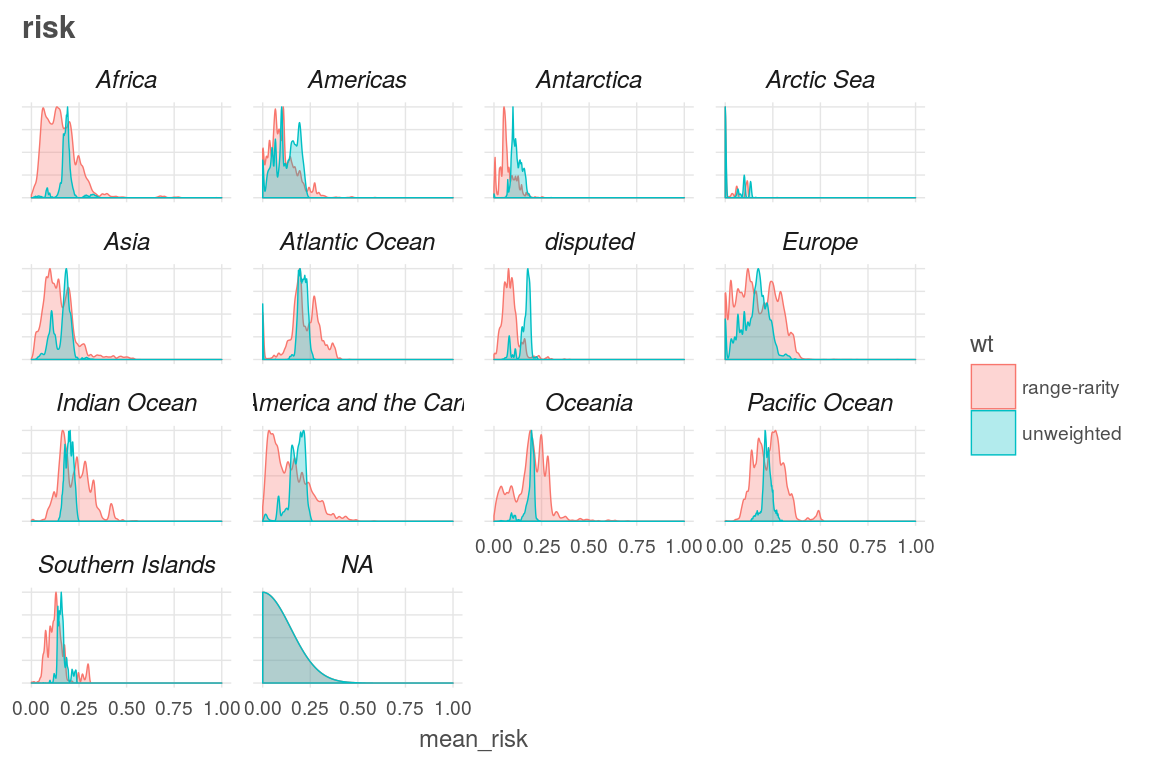 risk
Africa Americas Antarctica Arctic Sea
Asia Atlantic Ocean disputed Europe
wt
range-rarity
unweighted
Indian Ocean America and the Cari Oceania Pacific Ocean
0.00 0.25 0.50 0.75 1.00 0.00 0.25 0.50 0.75 1.00
Southern Islands NA
0.00 0.25 0.50 0.75 1.00 0.00 0.25 0.50 0.75 1.00
mean_risk